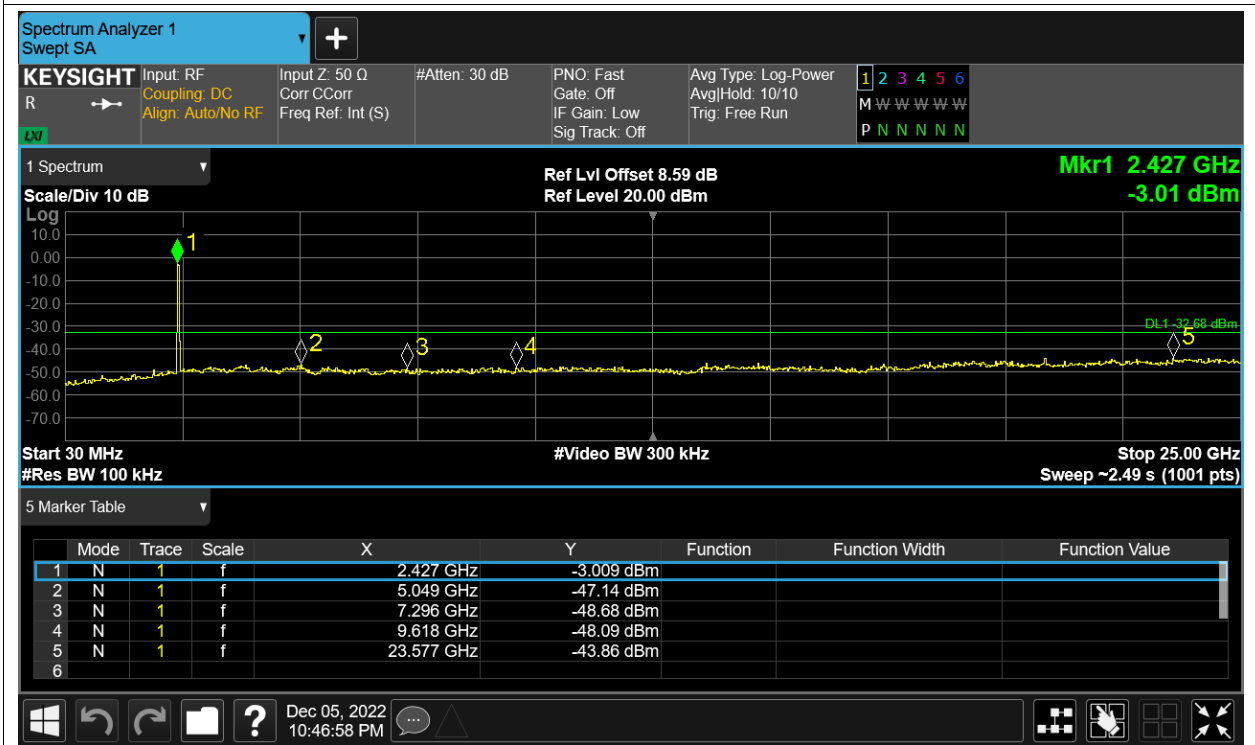 Spectrum Analyzer 1
Swept SA
KEYSIGHT
R
LXI
Input: RF
Coupling: DC
Align: Auto/No RF
Input Z: 50 Ω
Corr CCorr
Freq Ref: Int (S)
#Atten: 30 dB
PNO: Fast
Gate: Off
IF Gain: Low
Sig Track: Off
Avg Type: Log-Power
Avg|Hold: 10/10
Trig: Free Run
1 2 3 4 5 6
M W W W W W
P N N N N N
1 Spectrum
Scale/Div 10 dB
Ref Lvl Offset 8.59 dB
Ref Level 20.00 dBm
Mkr1 2.427 GHz
-3.01 dBm
Log
10.0
0.00
-10.0
-20.0
-30.0
-40.0
-50.0
-60.0
-70.0
1
2
3
4
5
DL1 -32.68 dBm
Start 30 MHz
#Res BW 100 kHz
#Video BW 300 kHz
Stop 25.00 GHz
Sweep ~2.49 s (1001 pts)
5 Marker Table
Mode Trace Scale X Y Function Function Width Function Value
1 N 1 f 2.427 GHz -3.009 dBm
2 N 1 f 5.049 GHz -47.14 dBm
3 N 1 f 7.296 GHz -48.68 dBm
4 N 1 f 9.618 GHz -48.09 dBm
5 N 1 f 23.577 GHz -43.86 dBm
6
?
Dec 05, 2022
10:46:58 PM